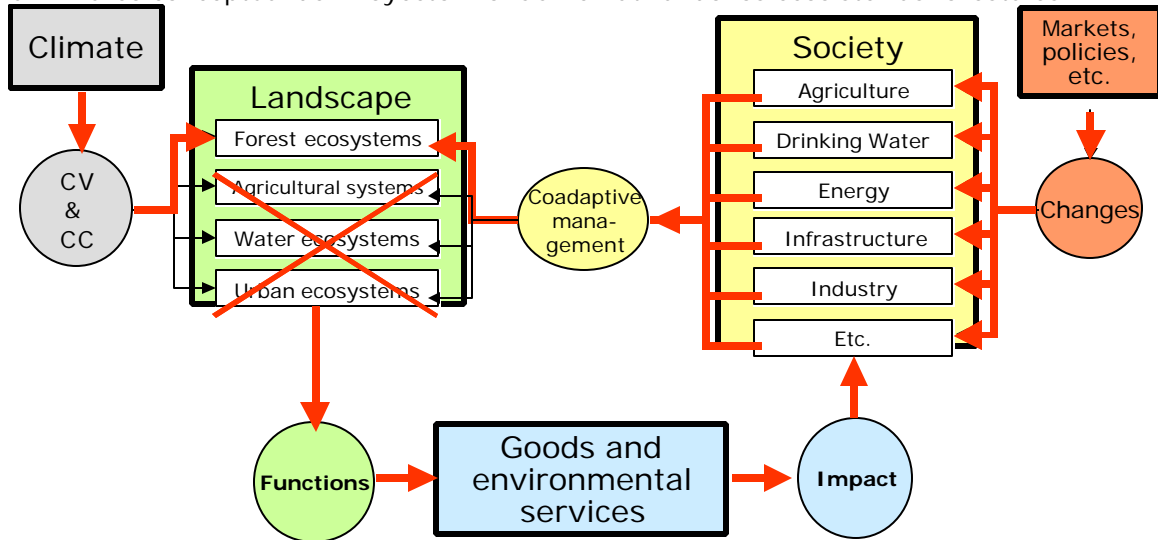 Climate
CV
&
CC
Landscape
Forest ecosystems
Agricultural systems
Water ecosystems
Urban ecosystems
Coadaptive
mana-
gement
Society
Agriculture
Drinking Water
Energy
Infrastructure
Industry
Etc.
Markets,
policies,
etc.
Changes
Functions
Goods and
environmental
services
Impact